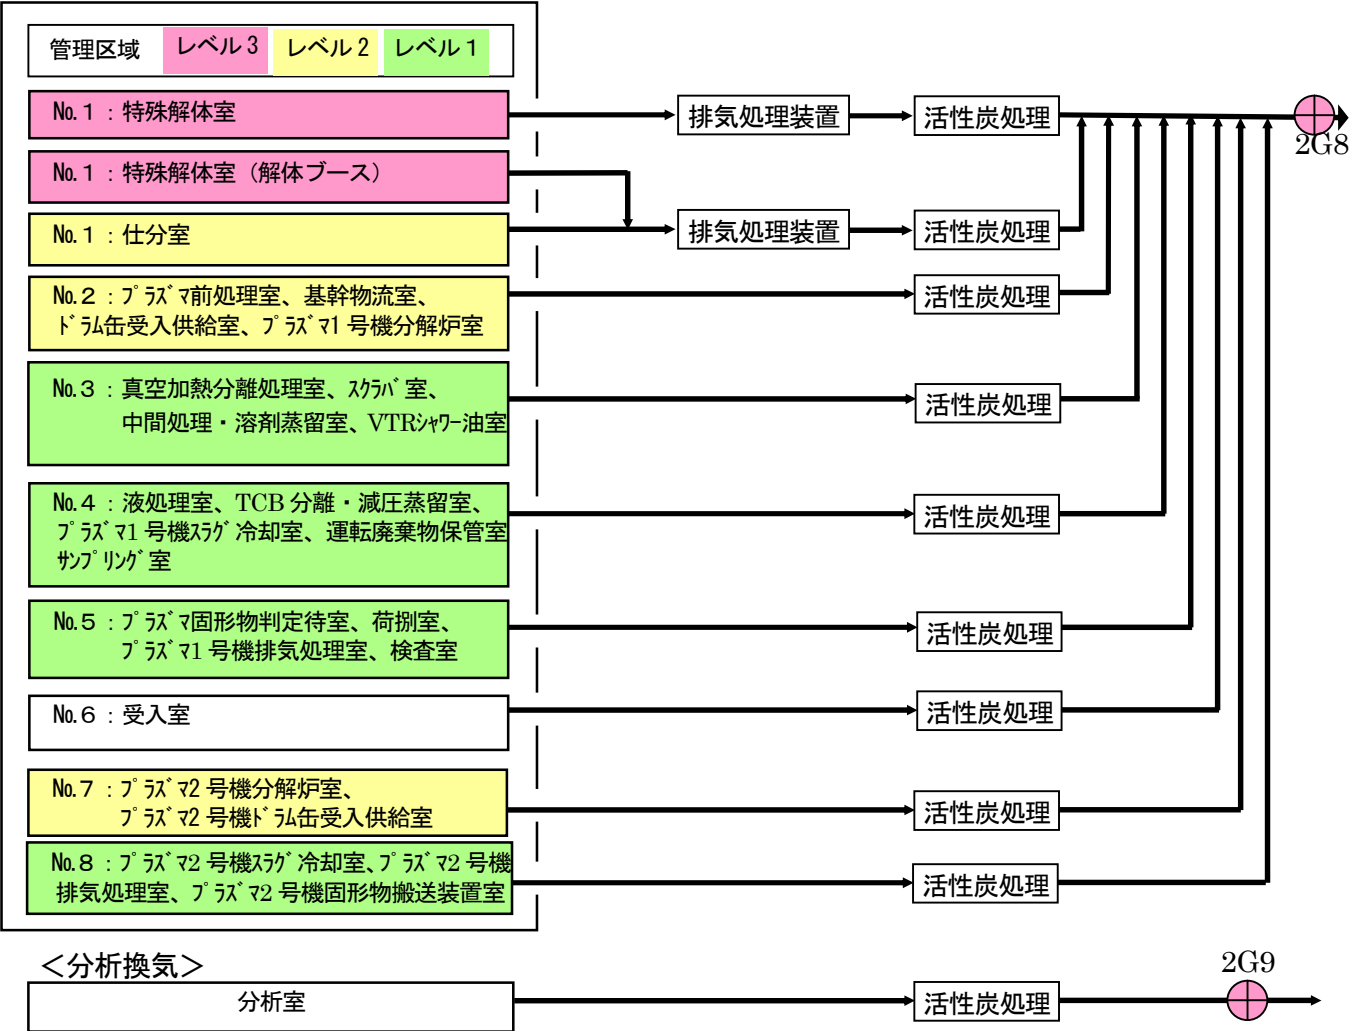 管理区域 レベル3 レベル2 レベル1
No.1：特殊解体室
排気処理装置
活性炭処理
2G8
No.1：特殊解体室（解体ブース）
No.1：仕分室
排気処理装置
活性炭処理
No.2：ﾌﾟﾗｽﾞﾏ前処理室、基幹物流室、
ﾄﾞﾗﾑ缶受入供給室、ﾌﾟﾗｽﾞﾏ1号機分解炉室
活性炭処理
No.3：真空加熱分離処理室、ｽｸﾗﾊﾞ室、
中間処理・溶剤蒸留室、VTRｼｬﾜｰ油室
活性炭処理
No.4：液処理室、TCB分離・減圧蒸留室、
ﾌﾟﾗｽﾞﾏ1号機ｽﾗｸﾞ冷却室、運転廃棄物保管室
ｻﾝﾌﾟﾘﾝｸﾞ室
活性炭処理
No.5：ﾌﾟﾗｽﾞﾏ固形物判定待室、荷捌室、
ﾌﾟﾗｽﾞﾏ1号機排気処理室、検査室
活性炭処理
No.6：受入室
活性炭処理
No.7：ﾌﾟﾗｽﾞﾏ2号機分解炉室、
ﾌﾟﾗｽﾞﾏ2号機ﾄﾞﾗﾑ缶受入供給室
活性炭処理
No.8：ﾌﾟﾗｽﾞﾏ2号機ｽﾗｸﾞ冷却室、ﾌﾟﾗｽﾞﾏ2号機
排気処理室、ﾌﾟﾗｽﾞﾏ2号機固形物搬送装置室
活性炭処理
＜分析換気＞
分析室
活性炭処理
2G9